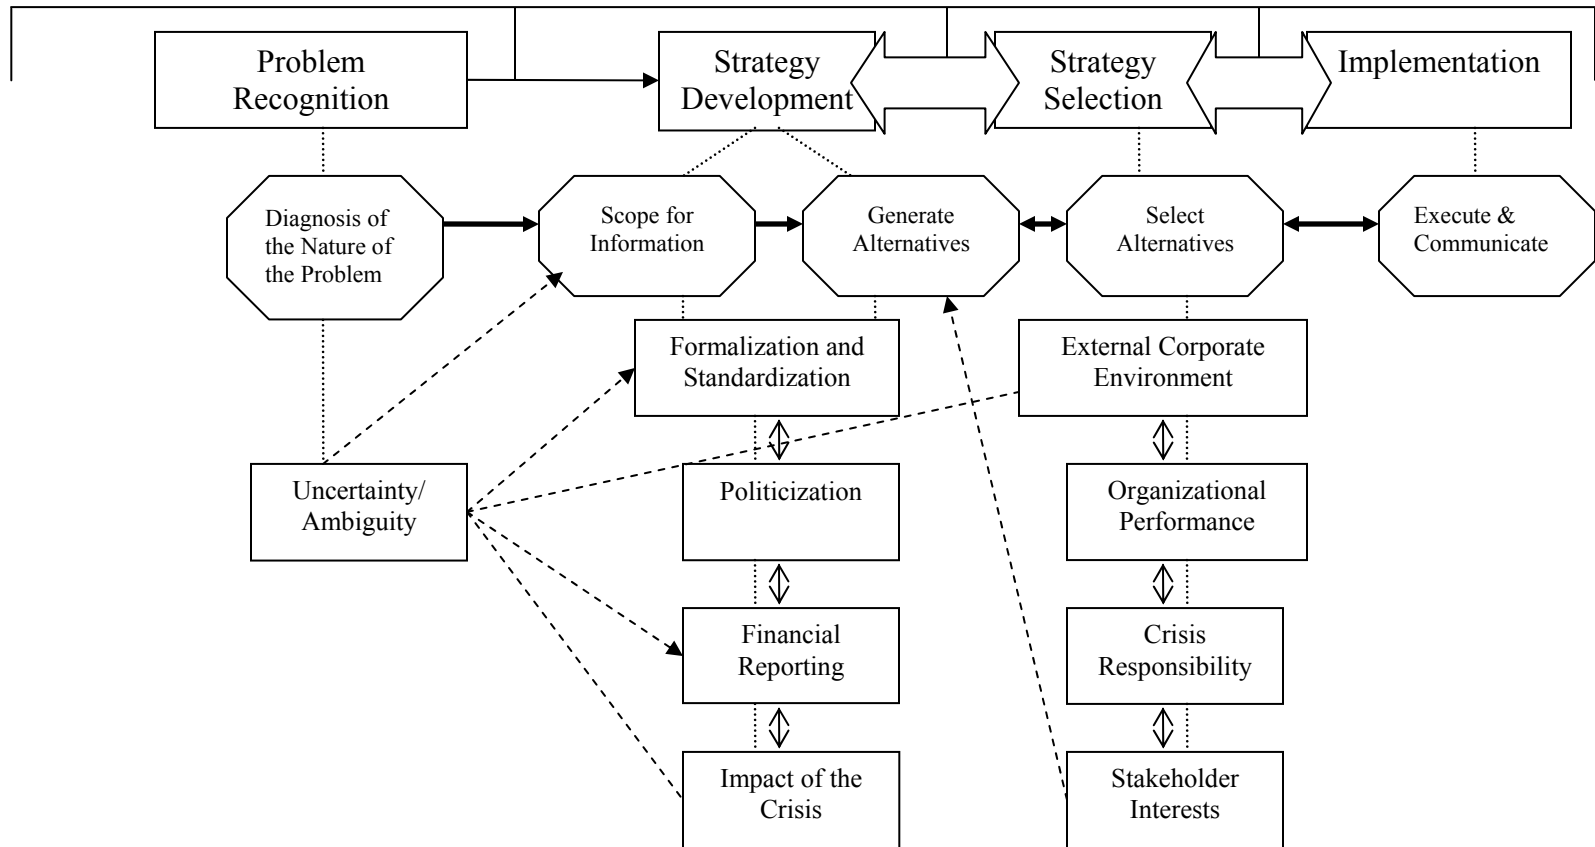 Problem
Recognition
Strategy
Development
Strategy
Selection
Implementation
Diagnosis of
the Nature of
the Problem
Scope for
Information
Generate
Alternatives
Select
Alternatives
Execute &
Communicate
Formalization and
Standardization
External Corporate
Environment
Uncertainty/
Ambiguity
Politicization
Organizational
Performance
Financial
Reporting
Crisis
Responsibility
Impact of the
Crisis
Stakeholder
Interests